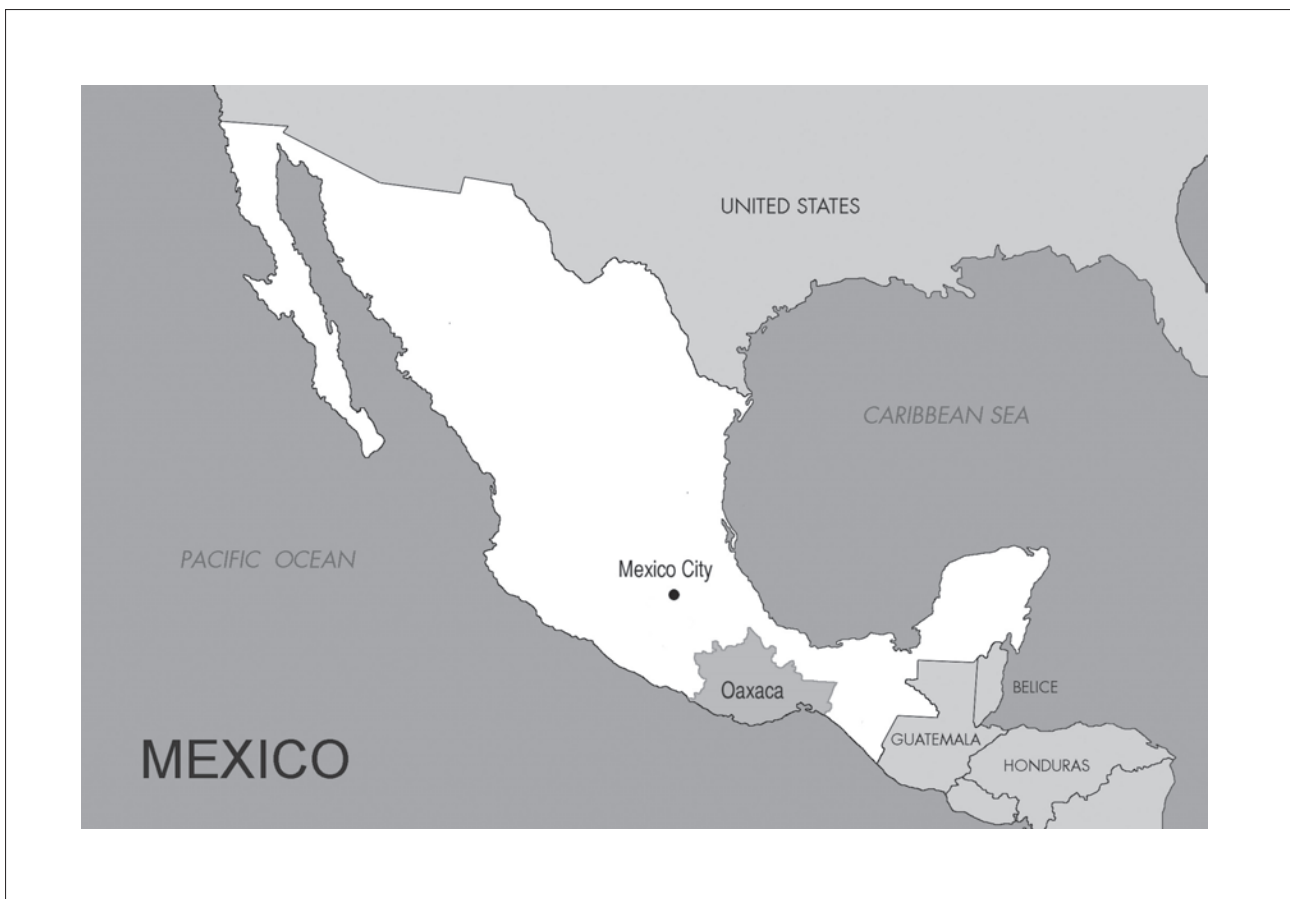 UNITED STATES
CARIBBEAN SEA
PACIFIC OCEAN
Mexico City
Oaxaca
BELICE
GUATEMALA
HONDURAS
MEXICO